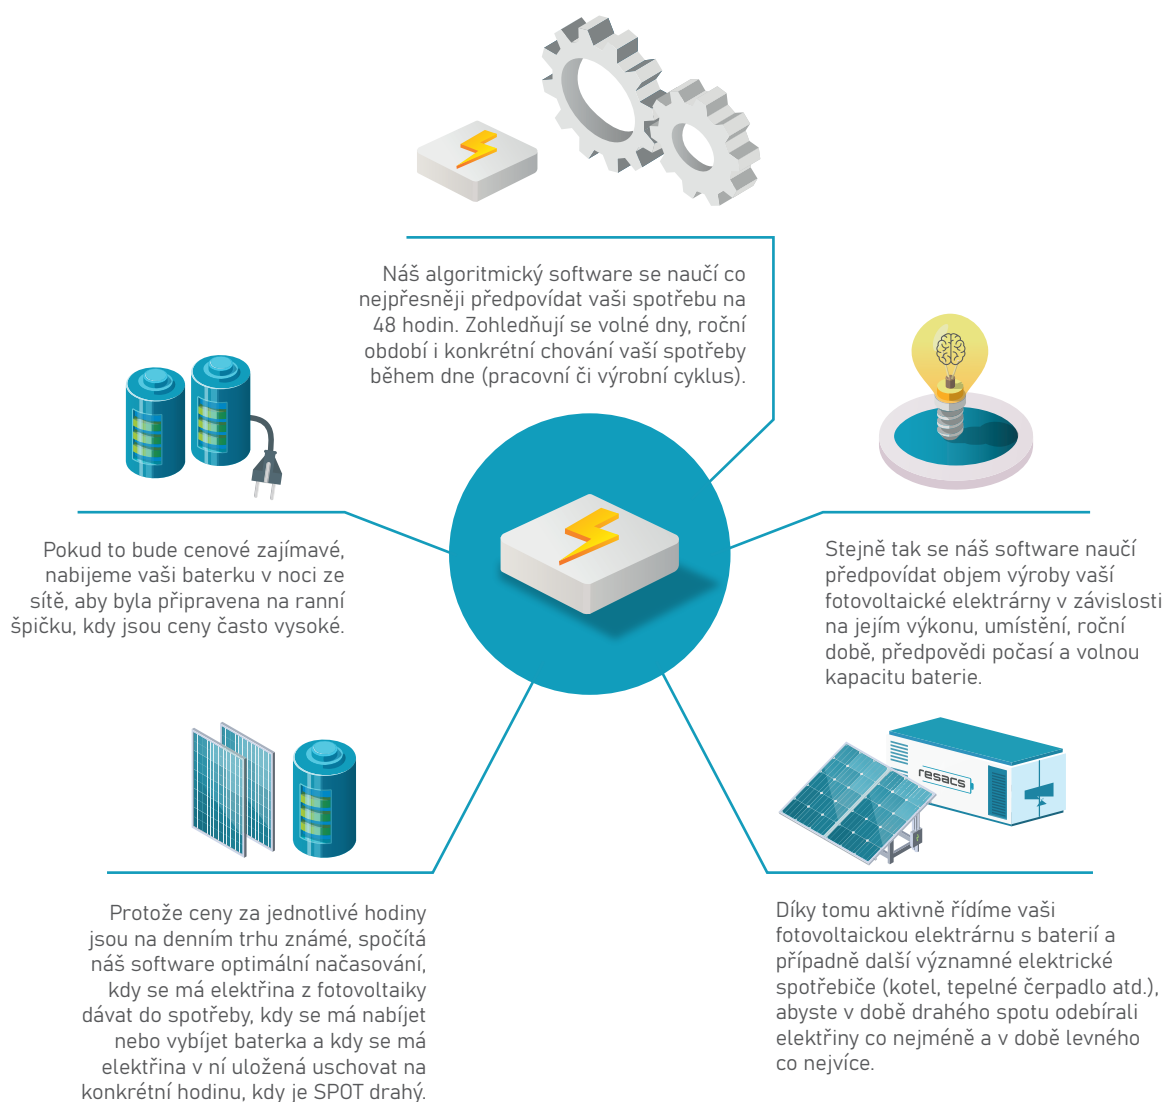 Náš algoritmický software se naučí co
nejpřesněji předpovídat vaši spotřebu na
48 hodin. Zohledňují se volné dny, roční
období i konkrétní chování vaší spotřeby
během dne (pracovní či výrobní cyklus).
Pokud to bude cenové zajímavé,
nabijeme vaši baterku v noci ze
sítě, aby byla připravena na ranní
špičku, kdy jsou ceny často vysoké.
Stejně tak se náš software naučí
předpovídat objem výroby vaší
fotovoltaické elektrárny v závislosti
na jejím výkonu, umístění, roční
době, předpovědi počasí a volnou
kapacitu baterie.
resacs
Protože ceny za jednotlivé hodiny
jsou na denním trhu známé, spočítá
náš software optimální načasování,
kdy se má elektřina z fotovoltaiky
dávat do spotřeby, kdy se má nabíjet
nebo vybíjet baterka a kdy se má
elektřina v ní uložená uschovat na
konkrétní hodinu, kdy je SPOT drahý.
Díky tomu aktivně řídíme vaši
fotovoltaickou elektrárnu s baterií a
případně další významné elektrické
spotřebiče (kotel, tepelné čerpadlo atd.),
abyste v době drahého spotu odebírali
elektřiny co nejméně a v době levného
co nejvíce.